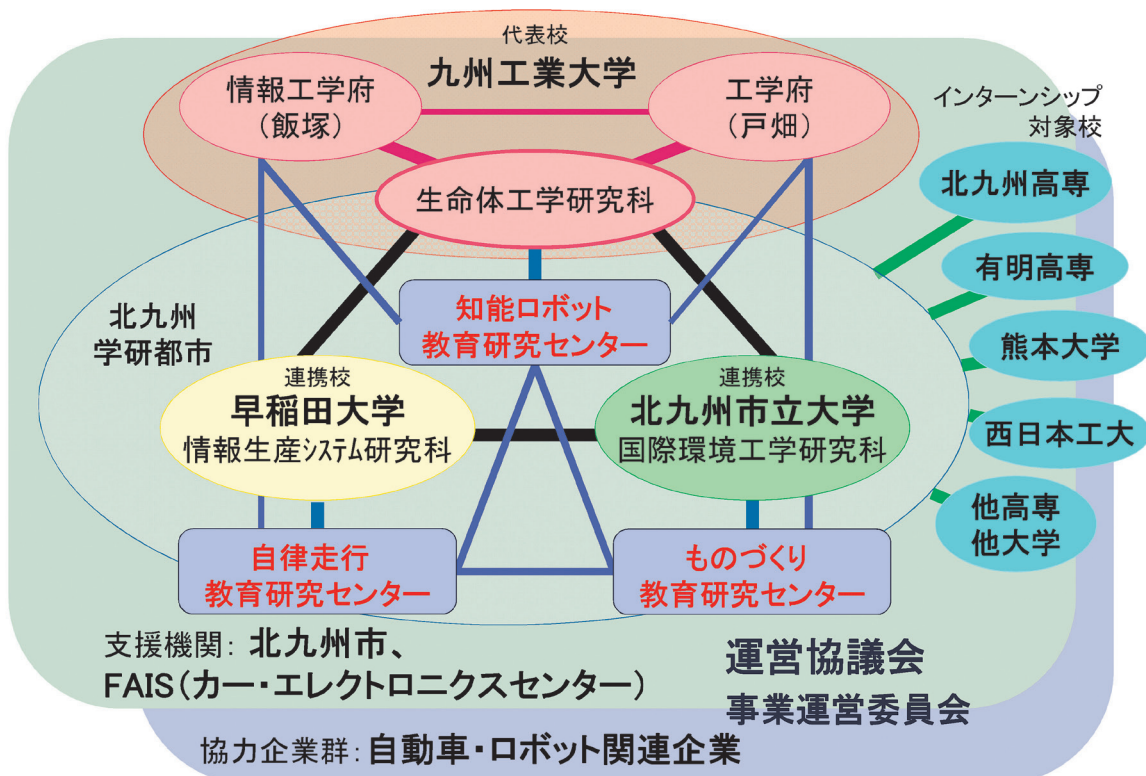 代表校
九州工業大学
情報工学府
（飯塚）
工学府
（戸畑）
生命体工学研究科
インターンシップ
対象校
北九州高専
有明高専
熊本大学
西日本工大
他高専
他大学
北九州
学研都市
知能ロボット
教育研究センター
連携校
早稲田大学
情報生産システム研究科
連携校
北九州市立大学
国際環境工学研究科
自律走行
教育研究センター
ものづくり
教育研究センター
支援機関：北九州市、
FAIS（カー・エレクトロニクスセンター）
運営協議会
事業運営委員会
協力企業群：自動車・ロボット関連企業